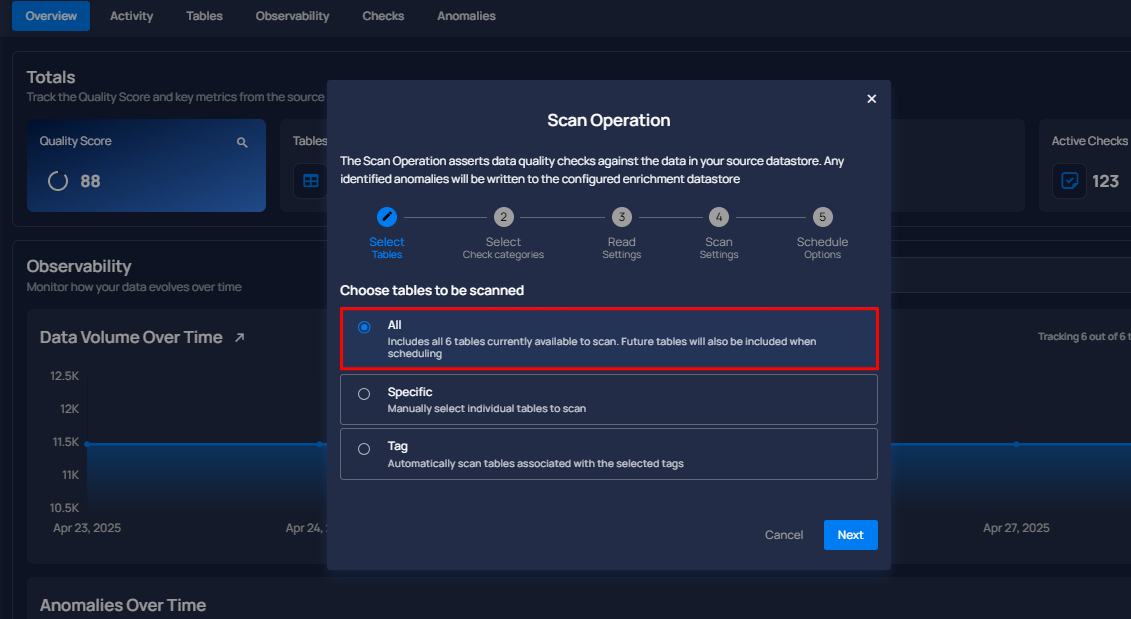 Overview Activity Tables Observability Checks Anomalies
Totals
Track the Quality Score and key metrics from the source
Quality Score
88
Tables
Active Checks
123
Scan Operation
The Scan Operation asserts data quality checks against the data in your source datastore. Any
identified anomalies will be written to the configured enrichment datastore
2 3 4 5
Select Select Read Scan Schedule
Tables Check categories Settings Settings Options
Choose tables to be scanned
All
Includes all 6 tables currently available to scan. Future tables will also be included when
scheduling
Specific
Manually select individual tables to scan
Tag
Automatically scan tables associated with the selected tags
Cancel Next
Observability
Monitor how your data evolves over time
Data Volume Over Time
Tracking 6 out of 6
12.5K
12K
11.5K
11K
10.5K
Apr 23, 2025 Apr 24, Apr 27, 2025
Anomalies Over Time